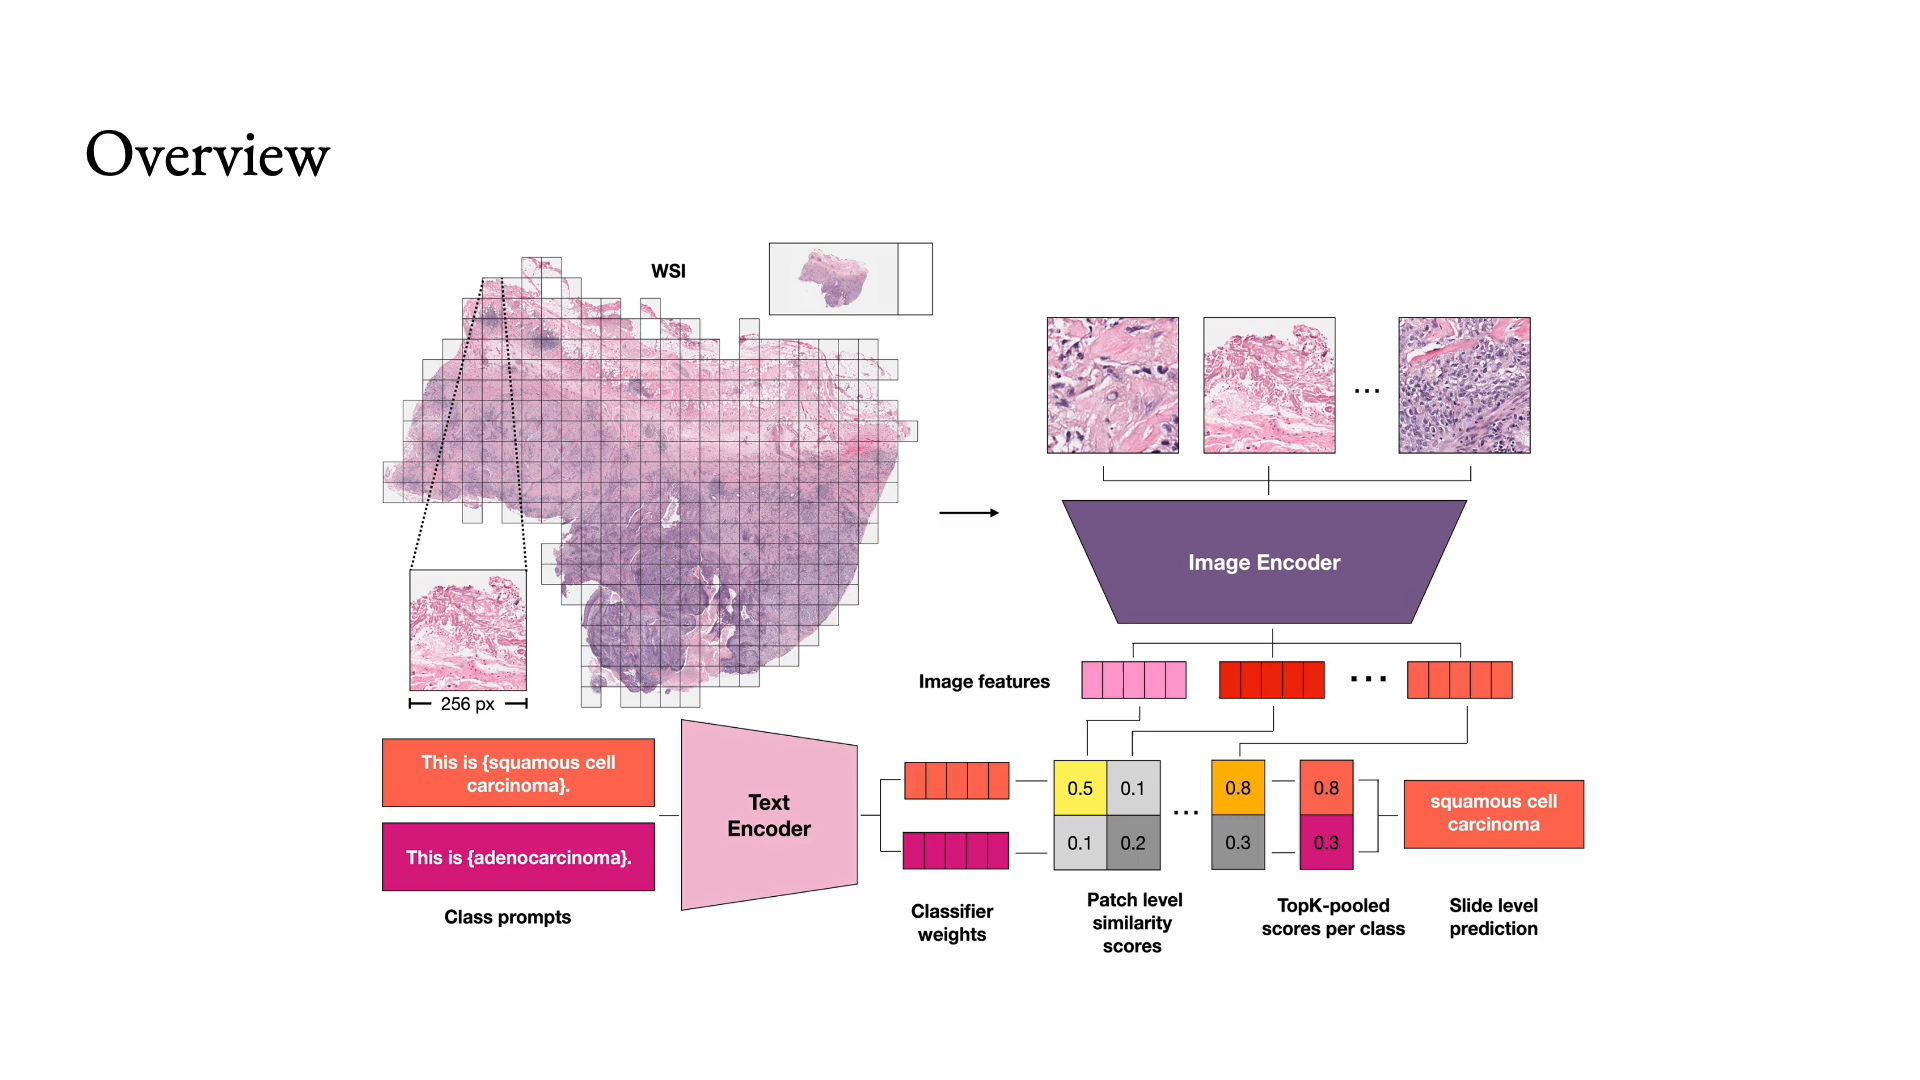 Overview
WSI
256 px
Image Encoder
Image features
...
...
This is {squamous cell
carcinoma}.
This is {adenocarcinoma}.
Class prompts
Text
Encoder
Classifier
weights
0.5 0.1
0.1 0.2
...
0.8
0.3
0.8
0.3
Patch level
similarity
scores
TopK-pooled
scores per class
squamous cell
carcinoma
Slide level
prediction